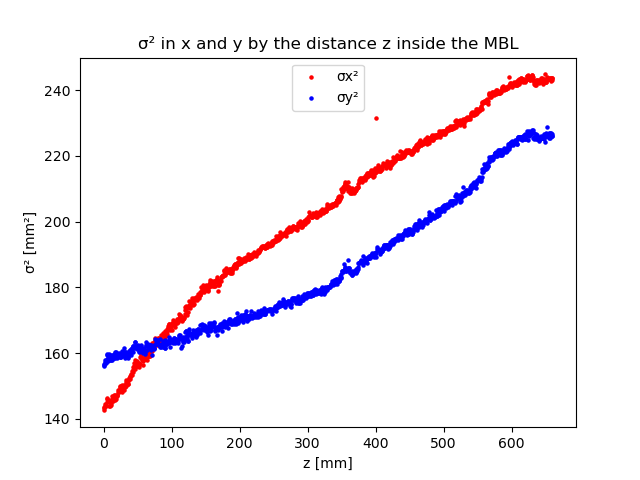 σ² in x and y by the distance z inside the MBL
σx²
σy²
σ² [mm²]
240
220
200
180
160
140
0 100 200 300 400 500 600
z [mm]